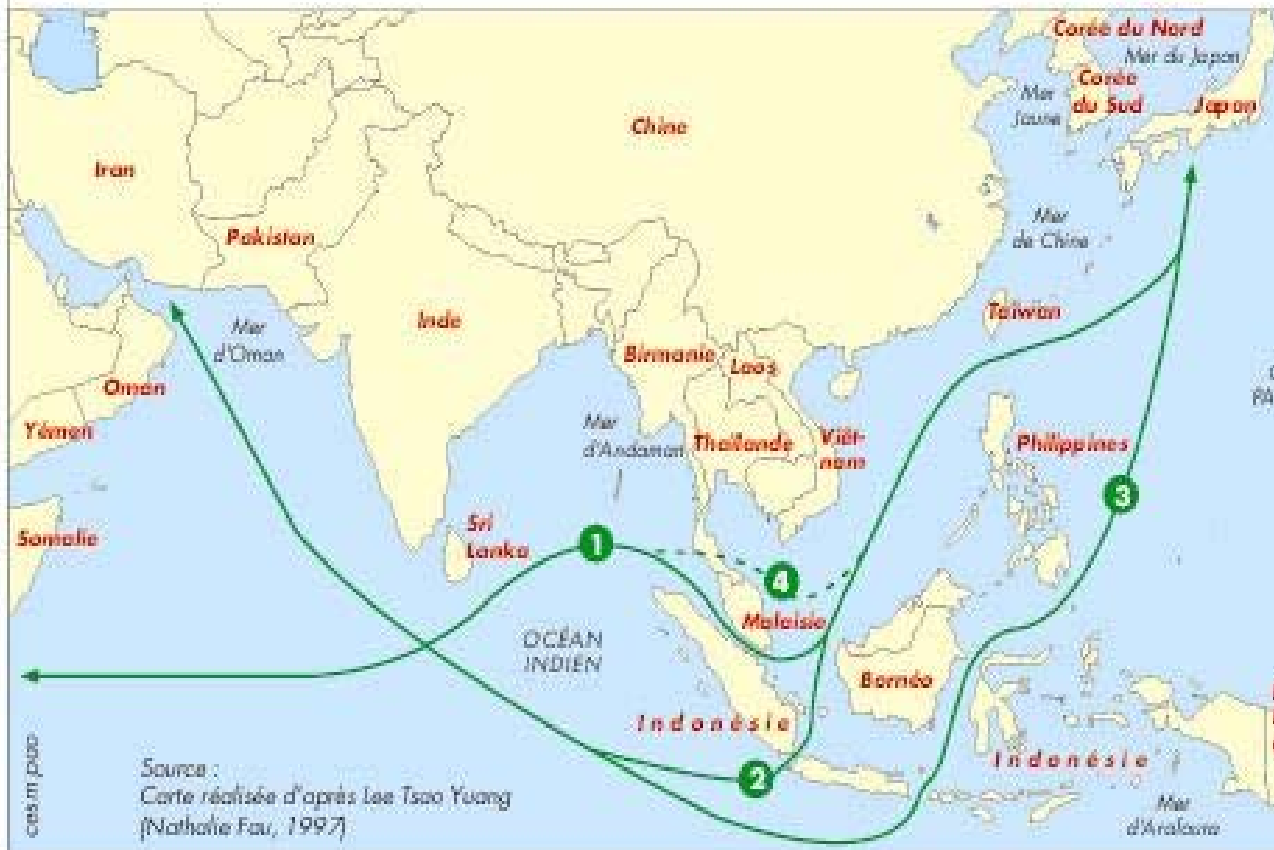 Corée du Nord
Mer du Japon
Corée
du Sud
Japon
Mer
Jaune
Chine
Iran
Pakistan
Mer
de Chine
Inde
Taïwan
Mer
d'Oman
Birmanie
Laos
Oman
Yémen
Mer
d'Andaman
Thaïlande
Viêt-
nam
Philippines
3
Somalie
Sri
Lanka
1
4
Malaisie
OCÉAN
INDIEN
Bornéo
Indonésie
Indonésie
2
Source :
Carte réalisée d'après Lee Tsao Yuang
(Nathalie Fau, 1997)
Mer
d'Arafoura